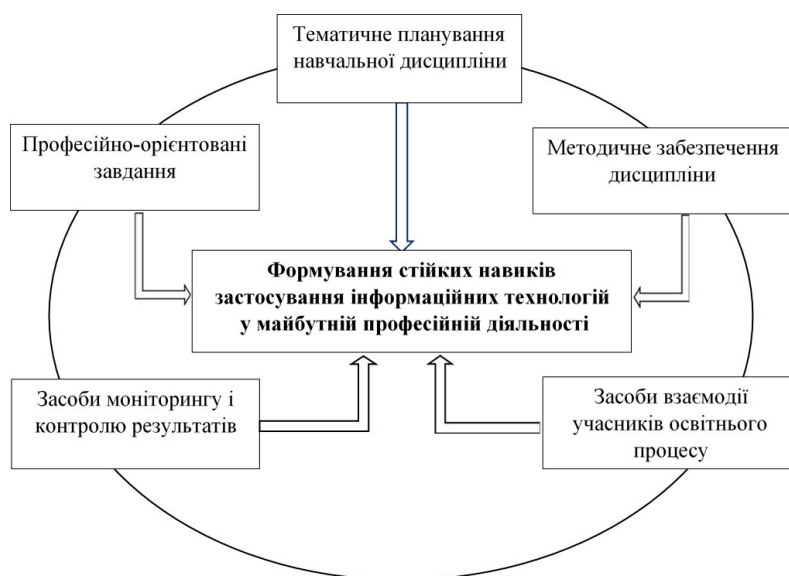 Тематичне планування
навчальної дисципліни
Професійно-орієнтовані
завдання
Методичне забезпечення
дисципліни
Формування стійких навиків
застосування інформаційних технологій
у майбутній професійній діяльності
Засоби моніторингу і
контролю результатів
Засоби взаємодії
учасників освітнього
процесу